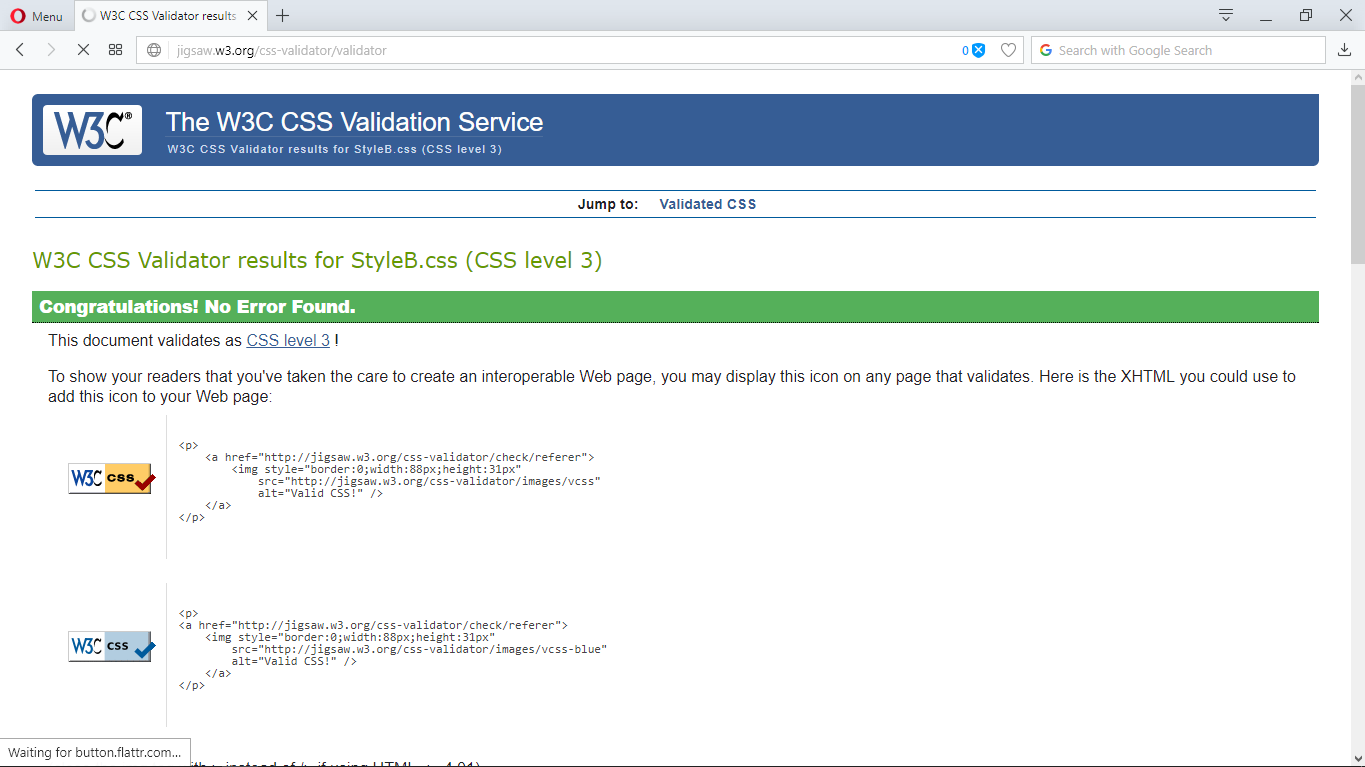 Menu
W3C CSS Validator results
jigsaw.w3.org/css-validator/validator
0
Search with Google Search
W3C®
The W3C CSS Validation Service
W3C CSS Validator results for StyleB.css (CSS level 3)
Jump to: Validated CSS
W3C CSS Validator results for StyleB.css (CSS level 3)
Congratulations! No Error Found.
This document validates as CSS level 3 !
To show your readers that you've taken the care to create an interoperable Web page, you may display this icon on any page that validates. Here is the XHTML you could use to
add this icon to your Web page:
W3C css
<p>
<a href="http://jigsaw.w3.org/css-validator/check/referer">
<img style="border:0;width:88px;height:31px"
src="http://jigsaw.w3.org/css-validator/images/vcss"
alt="Valid CSS!" />
</a>
</p>
W3C css
<p>
<a href="http://jigsaw.w3.org/css-validator/check/referer">
<img style="border:0;width:88px;height:31px"
src="http://jigsaw.w3.org/css-validator/images/vcss-blue"
alt="Valid CSS!" />
</a>
</p>
Waiting for button.flattr.com...
instead of /> if using HTML <= 4.01)